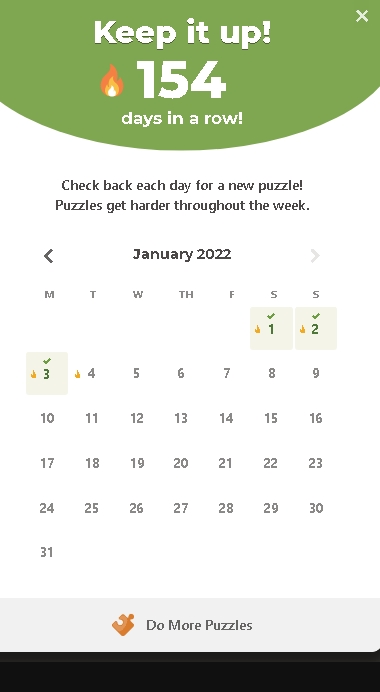 Keep it up!
154
days in a row!
Check back each day for a new puzzle!
Puzzles get harder throughout the week.
January 2022
M T W TH F S S
1 2
3 4 5 6 7 8 9
10 11 12 13 14 15 16
17 18 19 20 21 22 23
24 25 26 27 28 29 30
31
Do More Puzzles